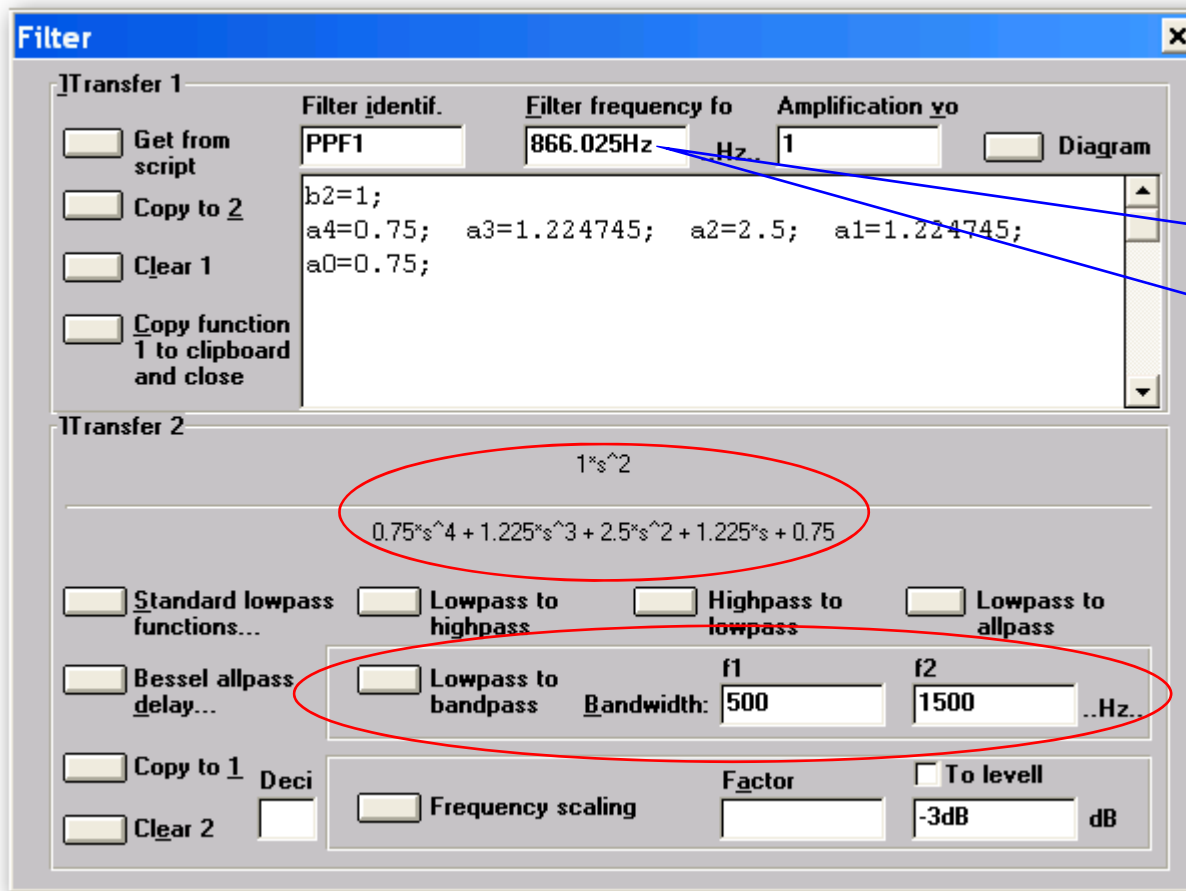 Filter
Transfer 1
Filter identif.
Filter frequency fo
Amplification vo
Get from
script
PPF1
866.025Hz
..Hz..
1
Diagram
Copy to 2
b2=1;
a4=0.75; a3=1.224745; a2=2.5; a1=1.224745;
a0=0.75;
Clear 1
Copy function
1 to clipboard
and close
Transfer 2
1*s^2
0.75*s^4 + 1.225*s^3 + 2.5*s^2 + 1.225*s + 0.75
Standard lowpass
functions...
Lowpass to
highpass
Highpass to
lowpass
Lowpass to
allpass
Bessel allpass
delay...
Lowpass to
bandpass
Bandwidth:
f1
500
f2
1500
..Hz..
Copy to 1
Deci
Clear 2
Frequency scaling
Factor
To levell
-3dB
dB